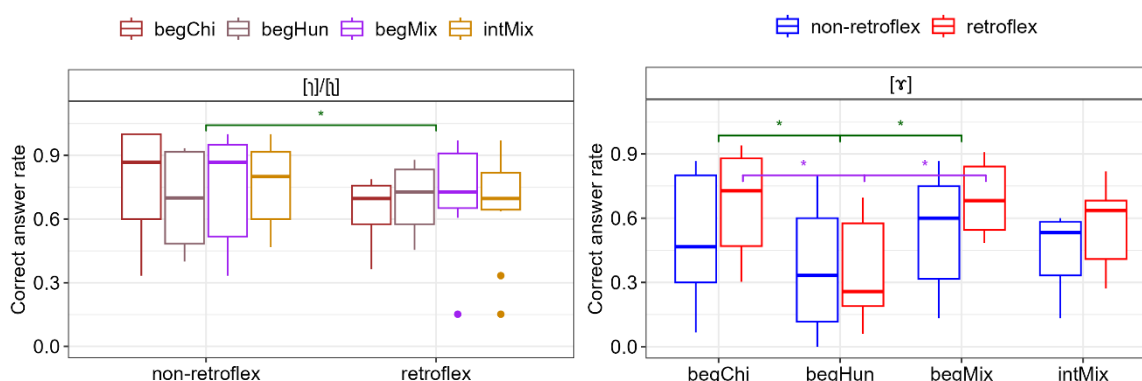 begChi begHun begMix intMix
[ʅ]/[ʅ]
*
Correct answer rate
0.9
0.6
0.3
0.0
non-retroflex retroflex
non-retroflex retroflex
[ɤ]
* *
* *
Correct answer rate
0.9
0.6
0.3
0.0
begChi begHun begMix intMix